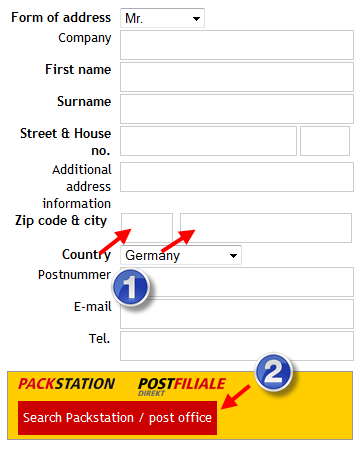 Form of address Mr.
Company
First name
Surname
Street & House
no.
Additional
address
information
Zip code & city
Country Germany
Postnummer
1
E-mail
Tel.
2
PACKSTATION POSTFILIALE
DIREKT
Search Packstation / post office